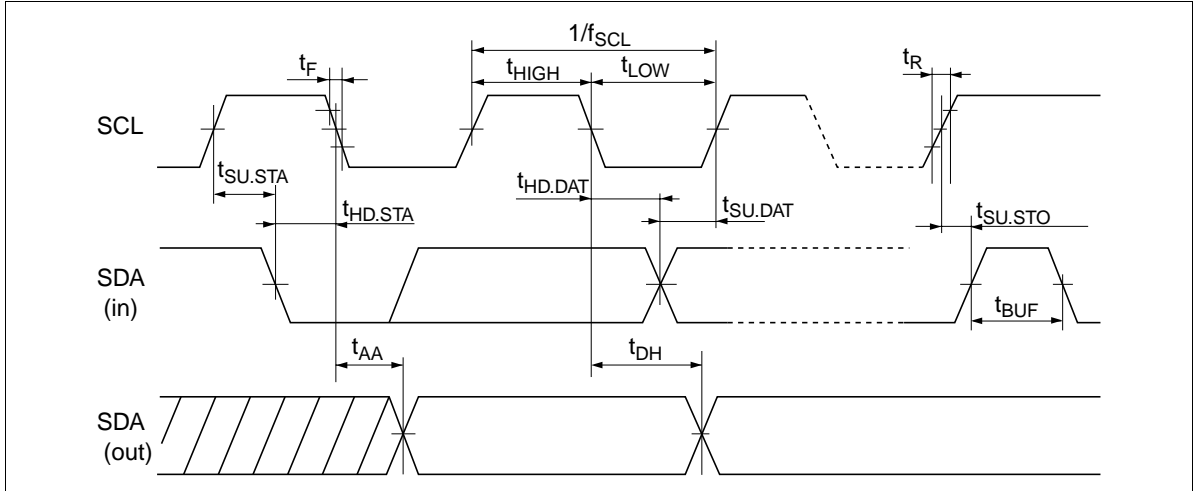 1/fSCL
tF
tHIGH
tLOW
tR
SCL
tSU.STA
tHD.DAT
tHD.STA
tSU.DAT
tSU.STO
SDA
(in)
tBUF
tAA
tDH
SDA
(out)